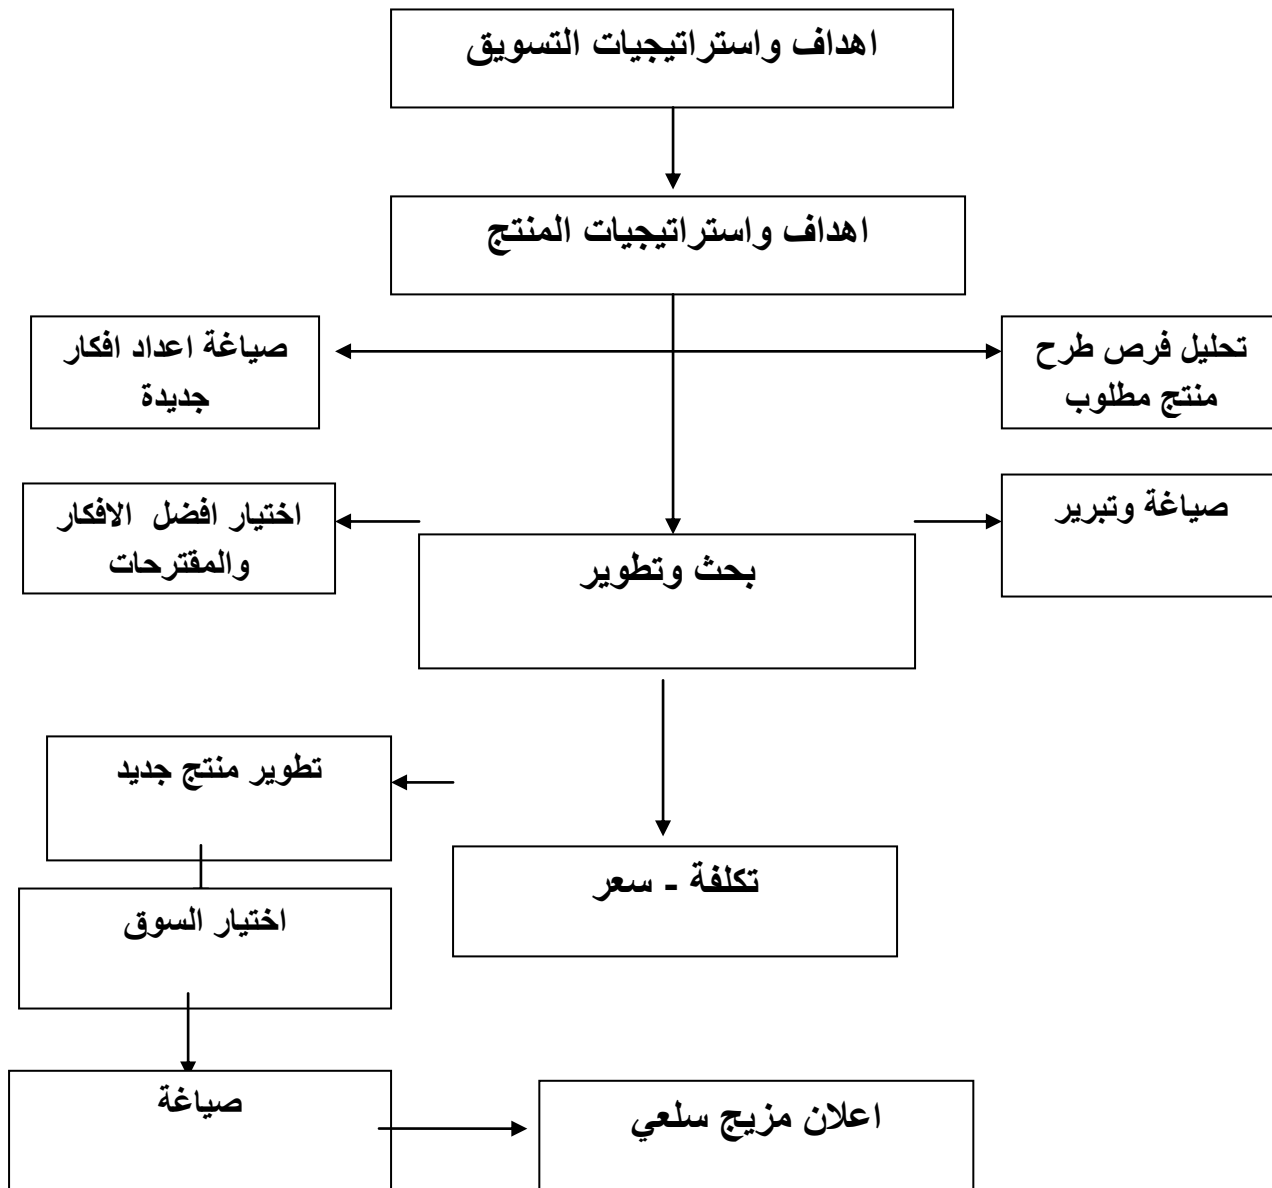 اهداف واستراتيجيات التسويق
اهداف واستراتيجيات المنتج
تحليل فرص طرح
منتج مطلوب
صياغة اعداد افكار
جديدة
صياغة وتبرير
اختيار افضل الافكار
والمقترحات
بحث وتطوير
تطوير منتج جديد
تكلفة - سعر
اختيار السوق
صياغة
اعلان مزيج سلعي